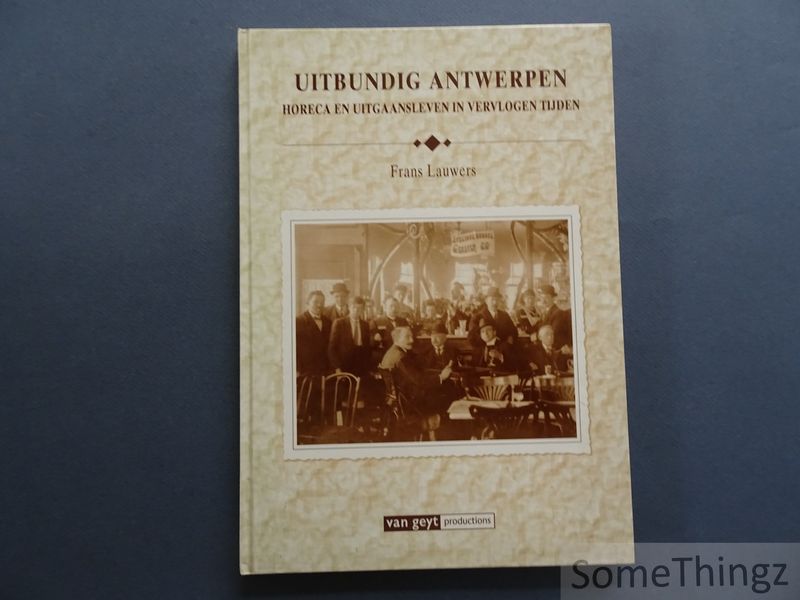 UITBUNDIG ANTWERPEN
HORECA EN UITGAANSLEVEN IN VERVLOGEN TIJDEN
Frans Lauwers
van geyt productions
SomeThingz